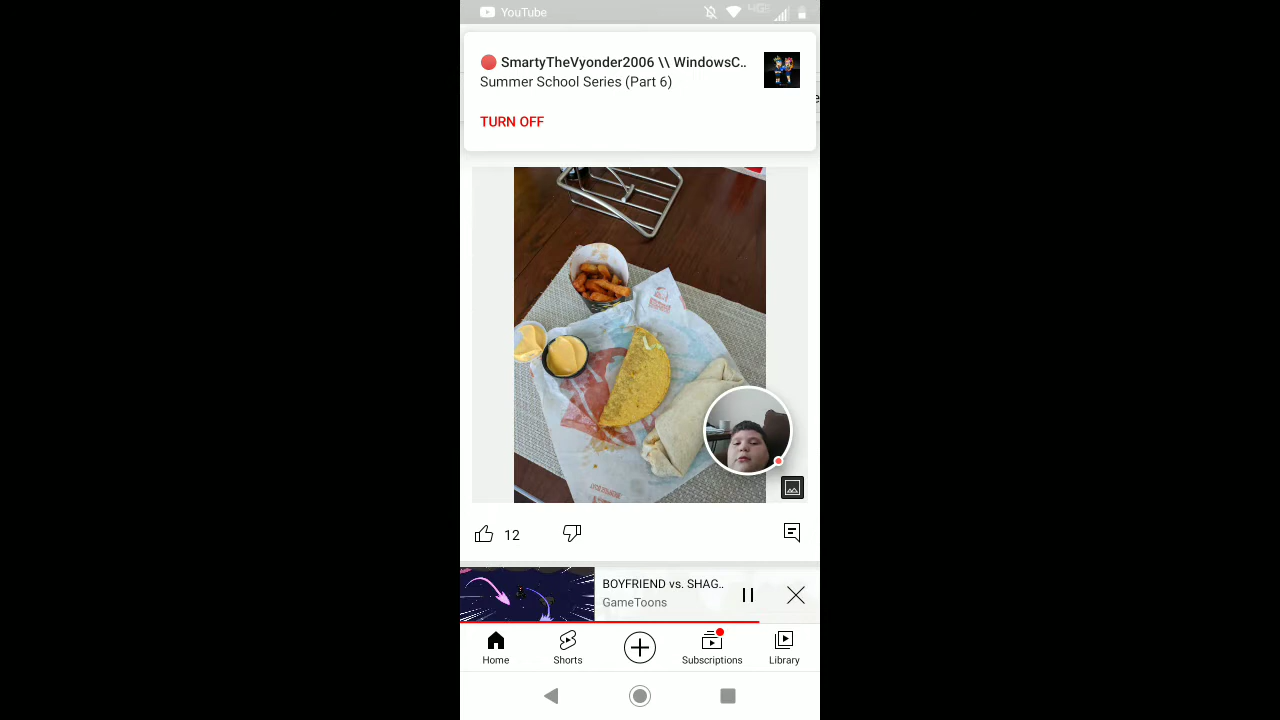 YouTube
4G
SmartyTheVyonder2006 \\ WindowsC..
Summer School Series (Part 6)
TURN OFF
12
BOYFRIEND vs. SHAG..
GameToons
Home
Shorts
Subscriptions
Library